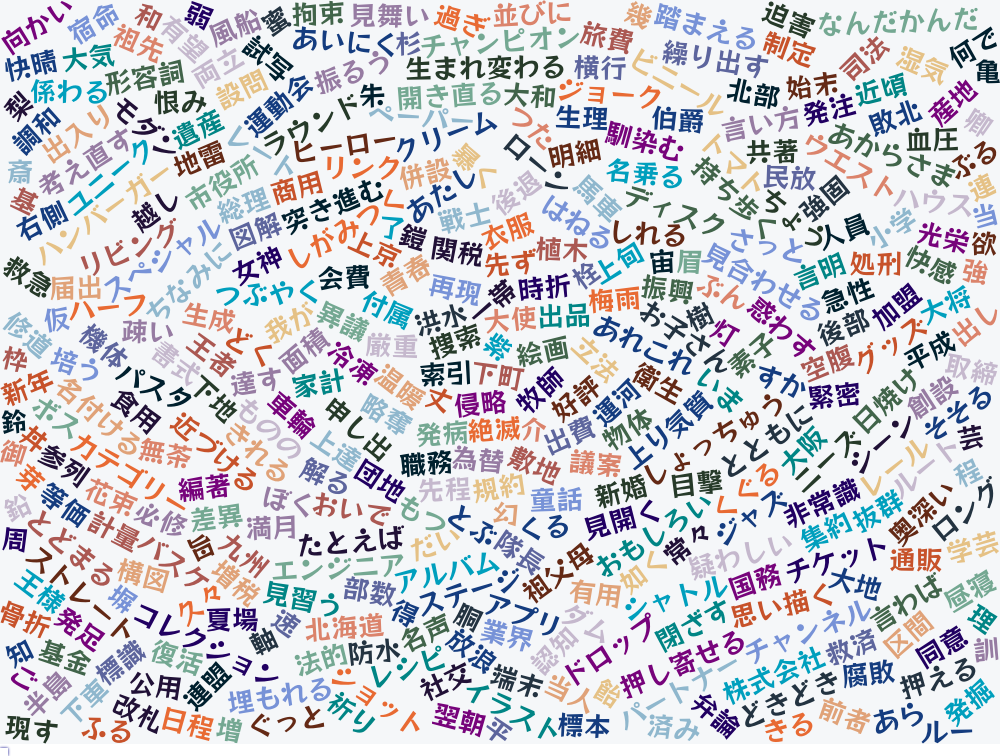 向かい 宿命 和 弱 蜜 拘束 見舞い 過ぎ 並びに 幾 踏まえる 迫害 なんだかんだ
快晴 大気 祖先 有望 風船 試写 あいにく 杉 チャンピオン 旅費 繰り出す 制定 司法 湿気 何で 亀
梨 係わる 形容詞 恨み 両立 設問 振るう 生まれ変わる 横行 ビニール 北部 始末 発注 近頃 産地
調和 出入り モダン 遺産 く 運動会 ラウンド 朱 開き直る 大和 ジョーク 生理 伯爵 言い方 敗北 卿
斎 考え直す ユニーク 地雷 イ ヒーロー ペーパーム クリーム つた 明細 馴染む トマト 共著 あからさま 血圧 ぶる
基 右側 ハンバーガー 越し 市役所 総理 商用 リンク 併設 暴 ローン 名乗る 持ち歩く 民放 強固 ウエスト ハウス 連
リビング スペシャル ちなみに 図解 突き進む つく あたし 戦士 後退 馬車 ディスク ちょっと 人員 小学 当
救急 届出 仮 ハーフ 女神 しがみつく 上京 了 鎧 関税 衣服 はねる 植木 しれる さっと 見合わせる 言明 処刑 光栄 欲 快感 強
つぶやく 会費 青春 再現 先ず 一帯 時折 栓 上旬 宙 眉 惑わす 急性 加盟 大将
修道 機体 疎い 生成 どく 我が 異議 付属 洪水 大使 出品 梅雨 振興 ぶん 灯 お子さん 樹 後部 グッズ 出し
枠 培う 書式 王者 面積 冷凍 厳重 捜索 紫 絵画 立法 あれこれ 素子 空腹 平成 取締
新年 名付ける パスタ 下地 達す 家計 温暖 索引 下町 牧師 好評 衛生 いき すかす 緊密 日焼け 創設
鈴 ボス 食用 近づける ものの 車輪 申し出 略奪 丈 侵略 運河 上り気質 しょっちゅう そそる
御 丼 カテゴリー 無茶 きれる 上達 発病 絶滅 介 出費 物体 とともに 大阪 ニーズ シーン 芸
芽 参列 花束 編著 解る 団地 職務 為替 敷地 議案 目撃 くぐる レール ルート 程
鉛 等価 計量 必修 差異 ぼく おいで 先程 規約 童話 新婚 ジャズ 非常識 抜群 奥深い ロング
周 とどまる バスケ 台 九州 満月 たとえば もつ とぶ 幻 くる 見開く おもしろい 常々 疑わしい 集約 チケット 通販 学芸
王様 ストレート 構図 久々 増税 エンジニア だい アルバム 隊長 祖父母 如く 国務 大地 言わば 昼寝
骨折 発足 塀 コレクション 夏場 見習う 部数 得 ステージ アプリ 有用 シャトル 思い描く 区間 理
知 基金 標識 復活 軸 速 北海道 名声 胴 業界 ダム 認知 ドロップ 閉ざす チャンネル 救済 同意 訓
ご 半島 下車 公用 連盟 法的 防水 レシピ 放浪 端末 当人 飴 押し寄せる パートナー 株式会社 腐敗 押える 発掘
現す ふる 改札 日程 増 埋もれる ぐっと 祈り ショット 社交 翌朝 イラスト 平 標本 済み 弁論 どきどき きる 前者 あら ルー